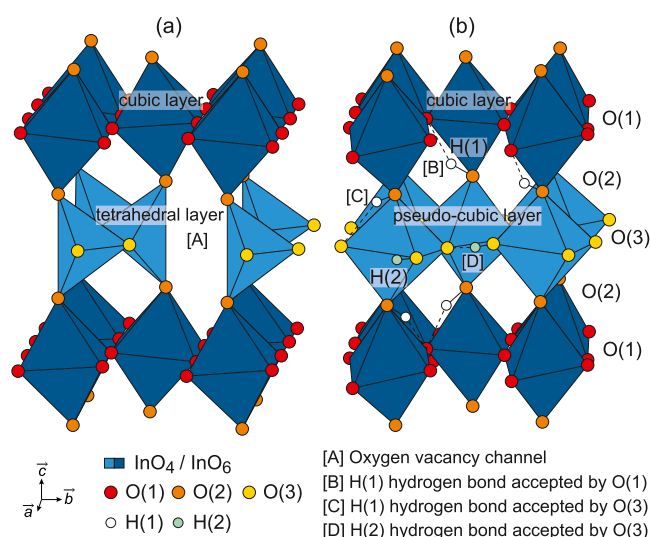 (a)
(b)
cubic layer
cubic layer
O(1)
H(1)
[B]
O(2)
[C]
tetrahedral layer
pseudo-cubic layer
[A]
O(3)
[D]
H(2)
O(2)
O(1)
c
a
b
InO4 / InO6
O(1) O(2) O(3)
H(1) H(2)
[A] Oxygen vacancy channel
[B] H(1) hydrogen bond accepted by O(1)
[C] H(1) hydrogen bond accepted by O(3)
[D] H(2) hydrogen bond accepted by O(3)